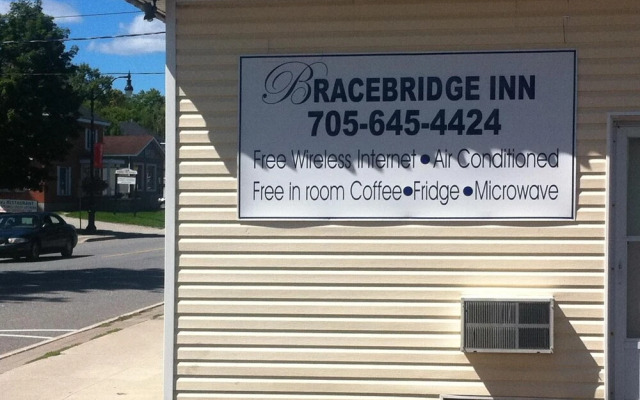 BRACEBRIDGE INN
705-645-4424
Free Wireless Internet • Air Conditioned
Free in room Coffee•Fridge •Microwave